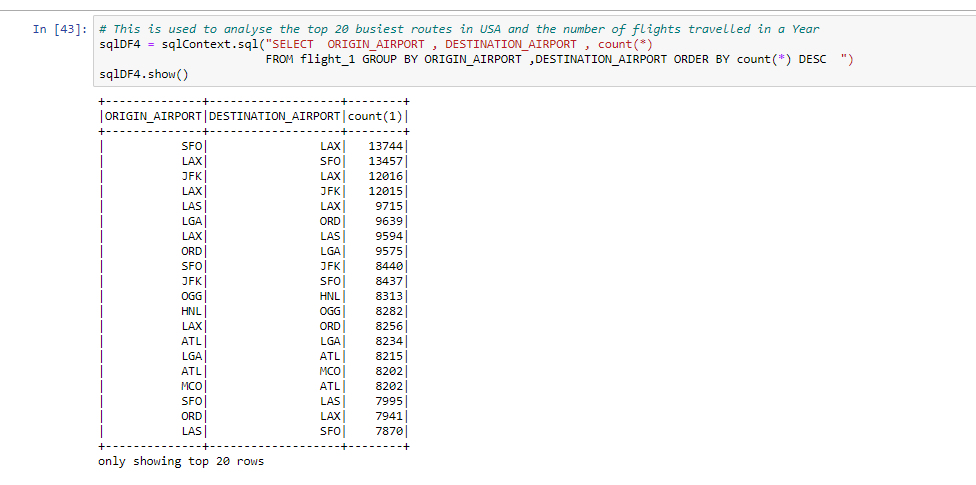 In [43]: # This is used to analyse the top 20 busiest routes in USA and the number of flights travelled in a Year
sqlDF4 = sqlContext.sql("SELECT  ORIGIN_AIRPORT , DESTINATION_AIRPORT , count(*)
FROM flight_1 GROUP BY ORIGIN_AIRPORT ,DESTINATION_AIRPORT ORDER BY count(*) DESC  ")
sqlDF4.show()
+--------------+-------------------+--------+
|ORIGIN_AIRPORT|DESTINATION_AIRPORT|count(1)|
+--------------+-------------------+--------+
|           SFO|                LAX|   13744|
|           LAX|                SFO|   13457|
|           JFK|                LAX|   12016|
|           LAX|                JFK|   12015|
|           LAS|                LAX|    9715|
|           LGA|                ORD|    9639|
|           LAX|                LAS|    9594|
|           ORD|                LGA|    9575|
|           SFO|                JFK|    8440|
|           JFK|                SFO|    8437|
|           OGG|                HNL|    8313|
|           HNL|                OGG|    8282|
|           LAX|                ORD|    8256|
|           ATL|                LGA|    8234|
|           LGA|                ATL|    8215|
|           ATL|                MCO|    8202|
|           MCO|                ATL|    8202|
|           SFO|                LAS|    7995|
|           ORD|                LAX|    7941|
|           LAS|                SFO|    7870|
+--------------+-------------------+--------+
only showing top 20 rows